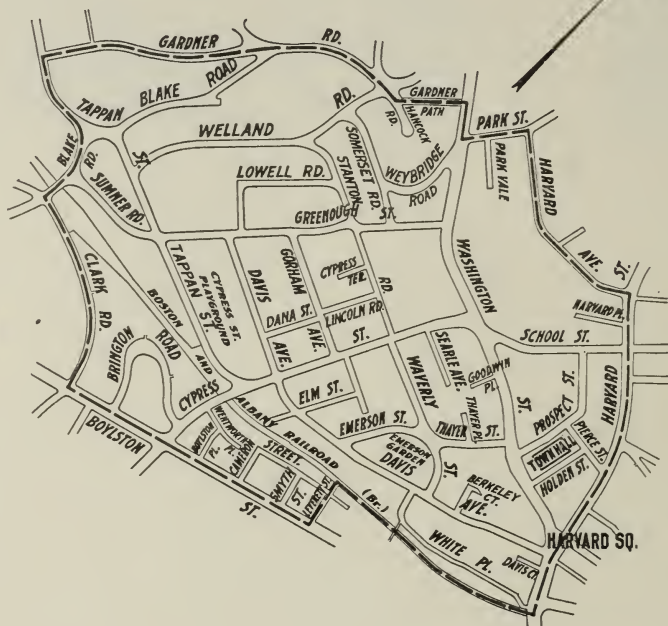 GARDNER RD.
TAPPAN ST.
BLAKE ROAD
BLAKE RD.
GARDNER PATH
HANCOCK RD.
PARK ST.
PARK VALE
HARVARD AVE.
WELLAND RD.
SOMERSET RD.
STANTON RD.
WEYBRIDGE ROAD
SUMNER RD.
LOWELL RD.
GREENOUGH ST.
WASHINGTON ST.
HARVARD ST.
HARVARD PL.
SCHOOL ST.
CLARK RD.
BRINGTON ROAD
BOSTON AND ALBANY RAILROAD (Br.)
TAPPAN ST.
CYPRESS ST. PLAYGROUND
DAVIS AVE.
GORHAM AVE.
CYPRESS TER.
DANA ST.
LINCOLN RD.
CYPRESS ST.
ELM ST.
EMERSON ST.
WAVERLY ST.
SEARLE AVE.
GOODWIN PL.
THAYER PL.
THAYER ST.
PROSPECT ST.
PIERCE ST.
TOWN HALL
HOLDEN ST.
EMERSON GARDEN
DAVIS AVE.
BERKELEY CT.
BOYLSTON ST.
BOYLSTON PL.
WENTWORTH PL.
CAMERON STREET
SMYTH ST.
WHITE PL.
DAVIS CT.
HARVARD SQ.